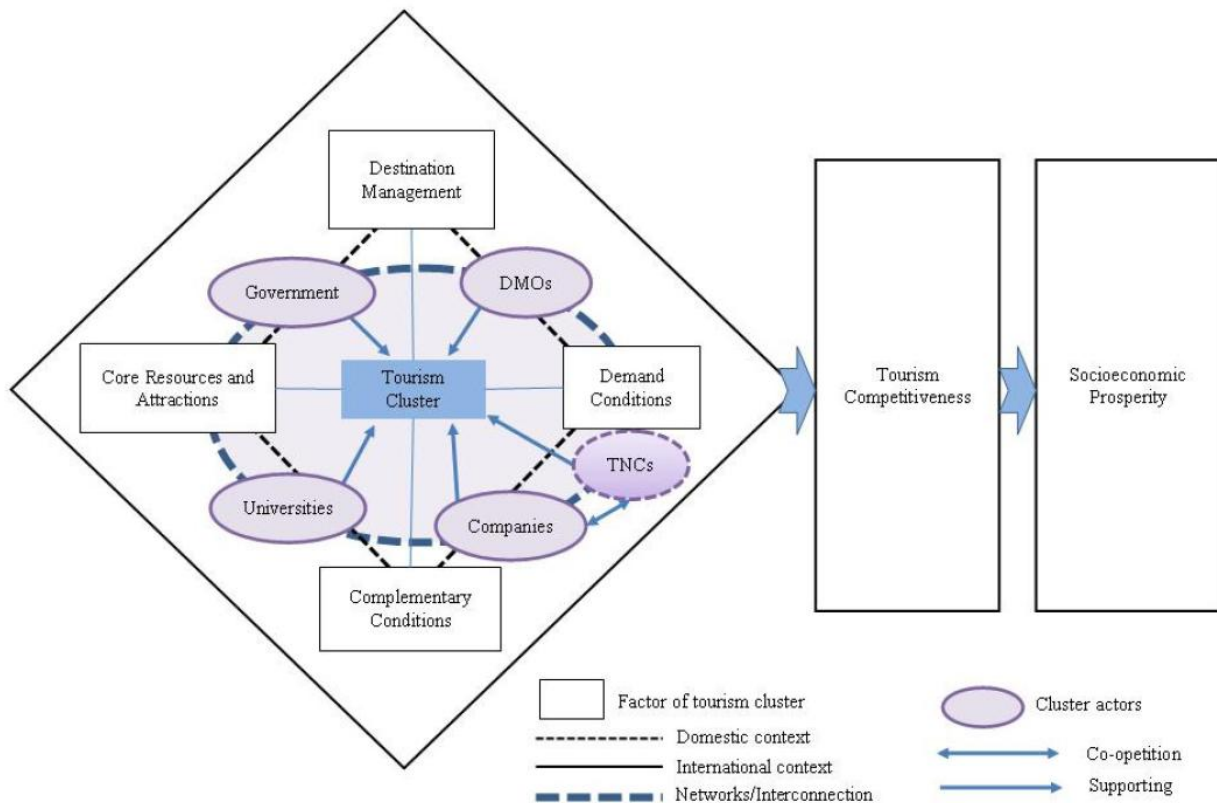 Destination
Management
Government
DMOs
Core Resources and
Attractions
Tourism
Cluster
Demand
Conditions
TNCs
Universities
Companies
Complementary
Conditions
Tourism
Competitiveness
Socioeconomic
Prosperity
Factor of tourism cluster
Domestic context
International context
Networks/Interconnection
Cluster actors
Co-opetition
Supporting